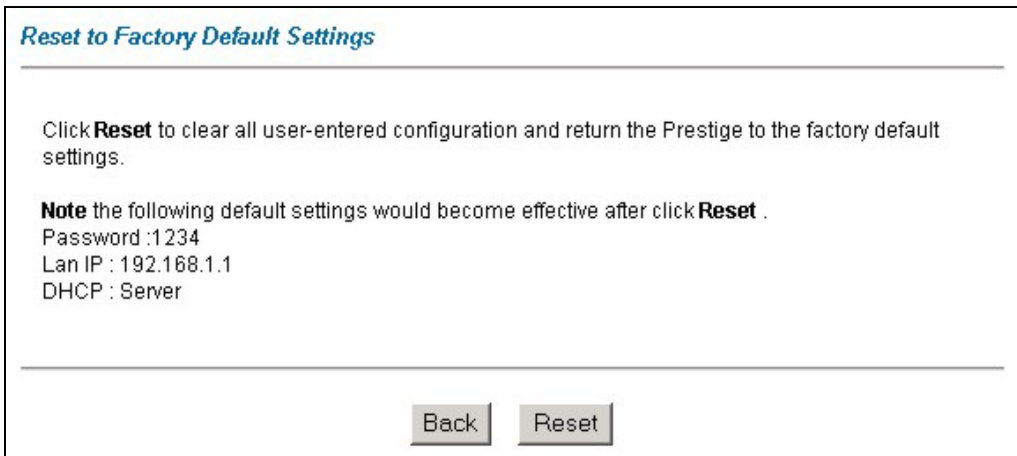 Reset to Factory Default Settings
Click Reset to clear all user-entered configuration and return the Prestige to the factory default
settings.
Note the following default settings would become effective after click Reset .
Password :1234
Lan IP : 192.168.1.1
DHCP : Server
Back Reset